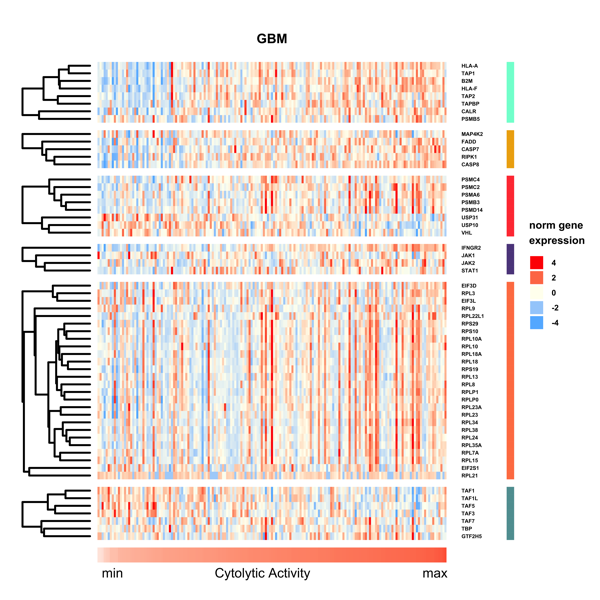 GBM
HLA-A
TAP1
B2M
HLA-F
TAP2
TAPBP
CALR
PSMB5
MAP4K2
FADD
CASP7
RIPK1
CASP8
PSMC4
PSMC2
PSMA6
PSMB3
PSMD14
USP31
USP10
VHL
IFNGR2
JAK1
JAK2
STAT1
EIF3D
RPL3
EIF3L
RPL9
RPL22L1
RPS29
RPS10
RPL10A
RPL10
RPL18A
RPL18
RPS19
RPL13
RPL8
RPLP1
RPLP0
RPL23A
RPL23
RPL34
RPL38
RPL24
RPL35A
RPL7A
RPL15
EIF2S1
RPL21
TAF1
TAF1L
TAF5
TAF3
TAF7
TBP
GTF2H5
norm gene
expression
4
2
0
-2
-4
min Cytolytic Activity max